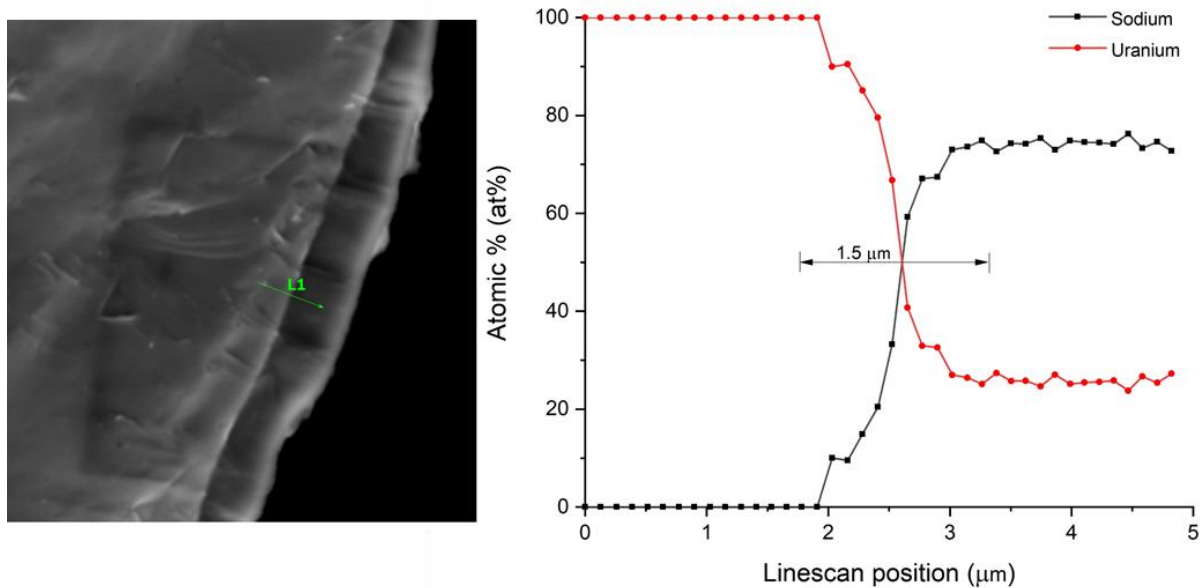 L1
Atomic % (at%)
100
80
60
40
20
0
Sodium
Uranium
1.5 μm
0 1 2 3 4 5
Linescan position (μm)